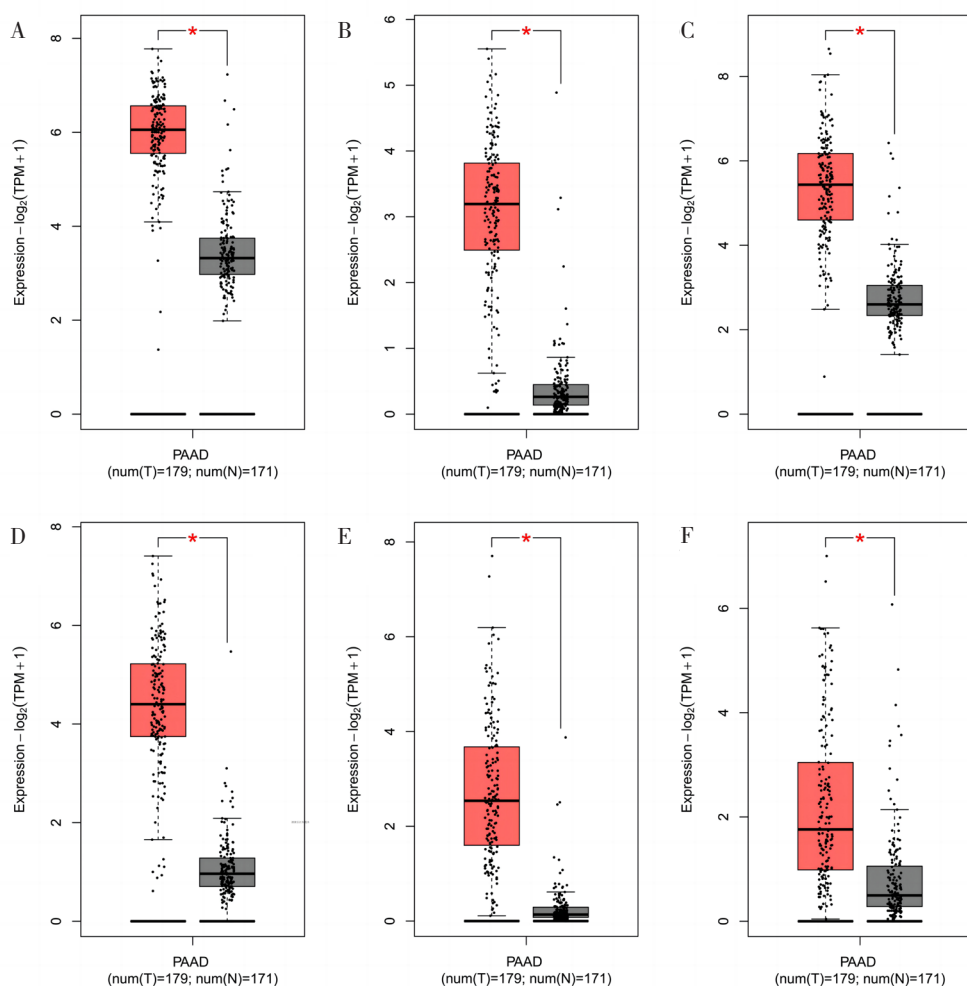 A
*
8
6
4
2
0
Expression − log2(TPM + 1)
PAAD
(num(T)=179; num(N)=171)
B
*
6
5
4
3
2
1
0
Expression − log2(TPM + 1)
PAAD
(num(T)=179; num(N)=171)
C
*
8
6
4
2
0
Expression − log2(TPM + 1)
PAAD
(num(T)=179; num(N)=171)
D
*
8
6
4
2
0
Expression − log2(TPM + 1)
PAAD
(num(T)=179; num(N)=171)
E
*
8
6
4
2
0
Expression − log2(TPM + 1)
PAAD
(num(T)=179; num(N)=171)
F
*
6
4
2
0
Expression − log2(TPM + 1)
PAAD
(num(T)=179; num(N)=171)